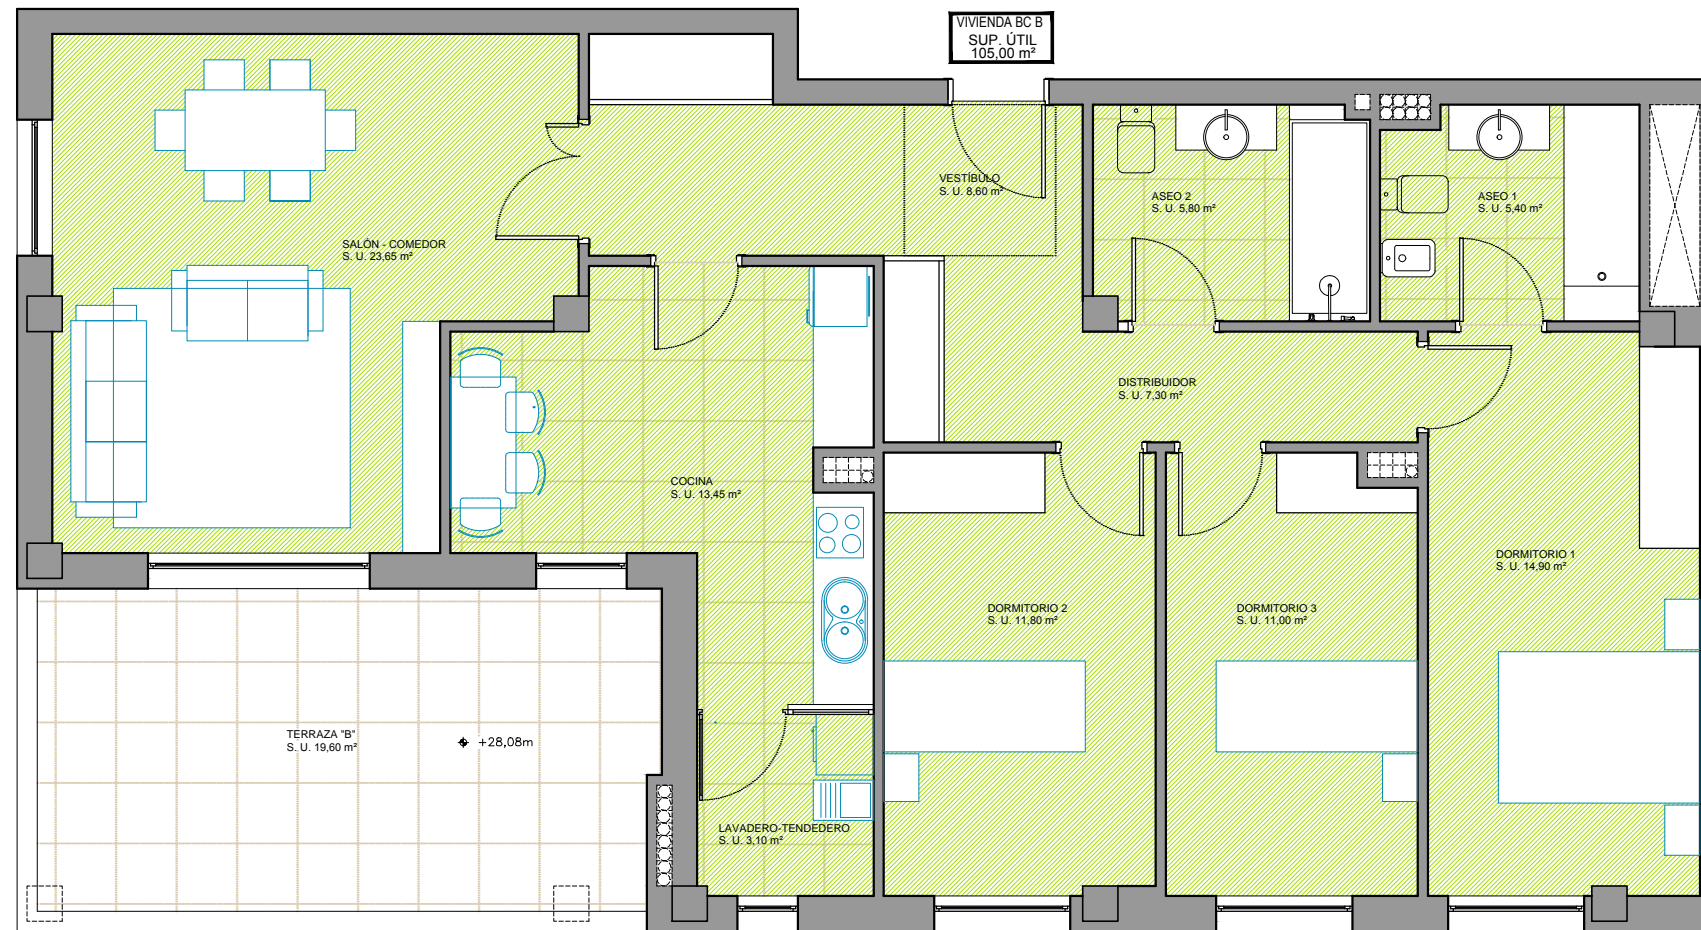 VIVIENDA BC B
SUP. ÚTIL
105,00 m²
VESTÍBULO
S. U. 8,60 m²
ASEO 2
S. U. 5,80 m²
ASEO 1
S. U. 5,40 m²
SALÓN - COMEDOR
S. U. 23,65 m²
DISTRIBUIDOR
S. U. 7,30 m²
COCINA
S. U. 13,45 m²
DORMITORIO 1
S. U. 14,90 m²
DORMITORIO 2
S. U. 11,80 m²
DORMITORIO 3
S. U. 11,00 m²
TERRAZA "B"
S. U. 19,60 m²
+28,08m
LAVADERO-TENDEDERO
S. U. 3,10 m²